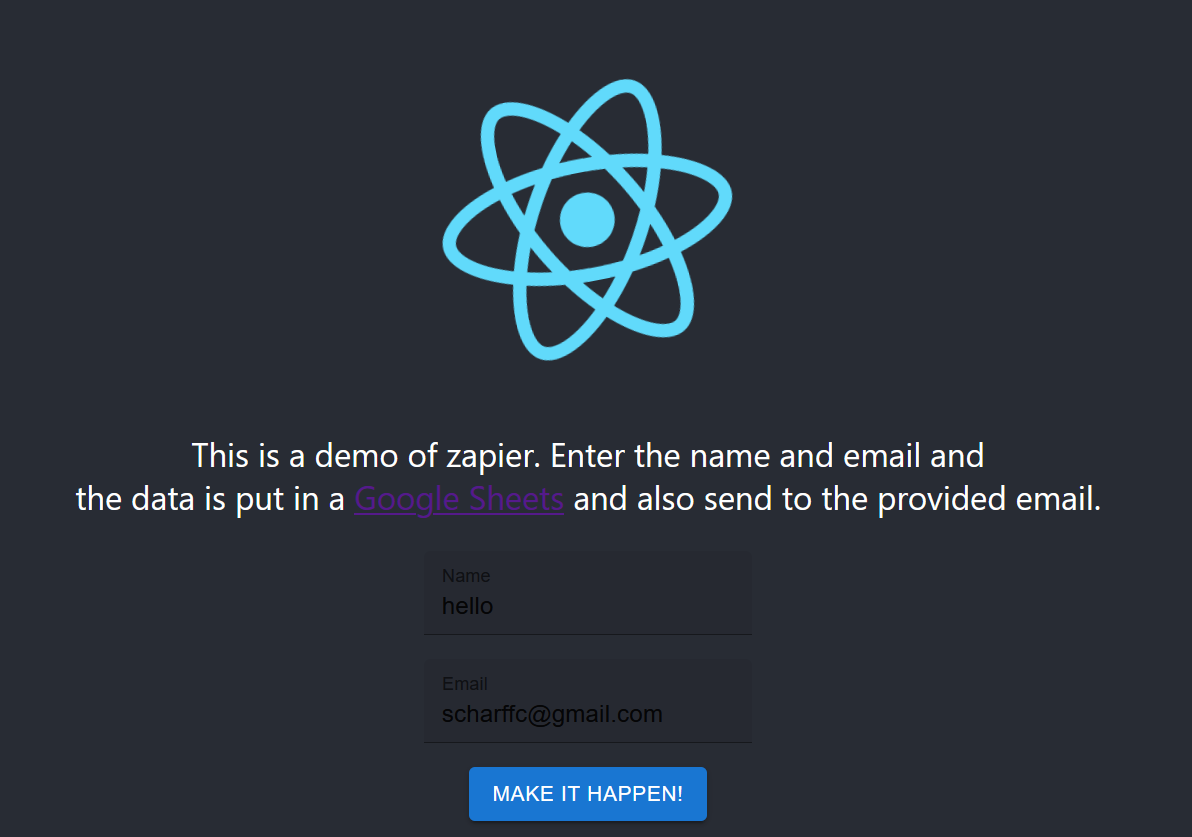 This is a demo of zapier. Enter the name and email and
the data is put in a Google Sheets and also send to the provided email.
Name
hello
Email
scharffc@gmail.com
MAKE IT HAPPEN!